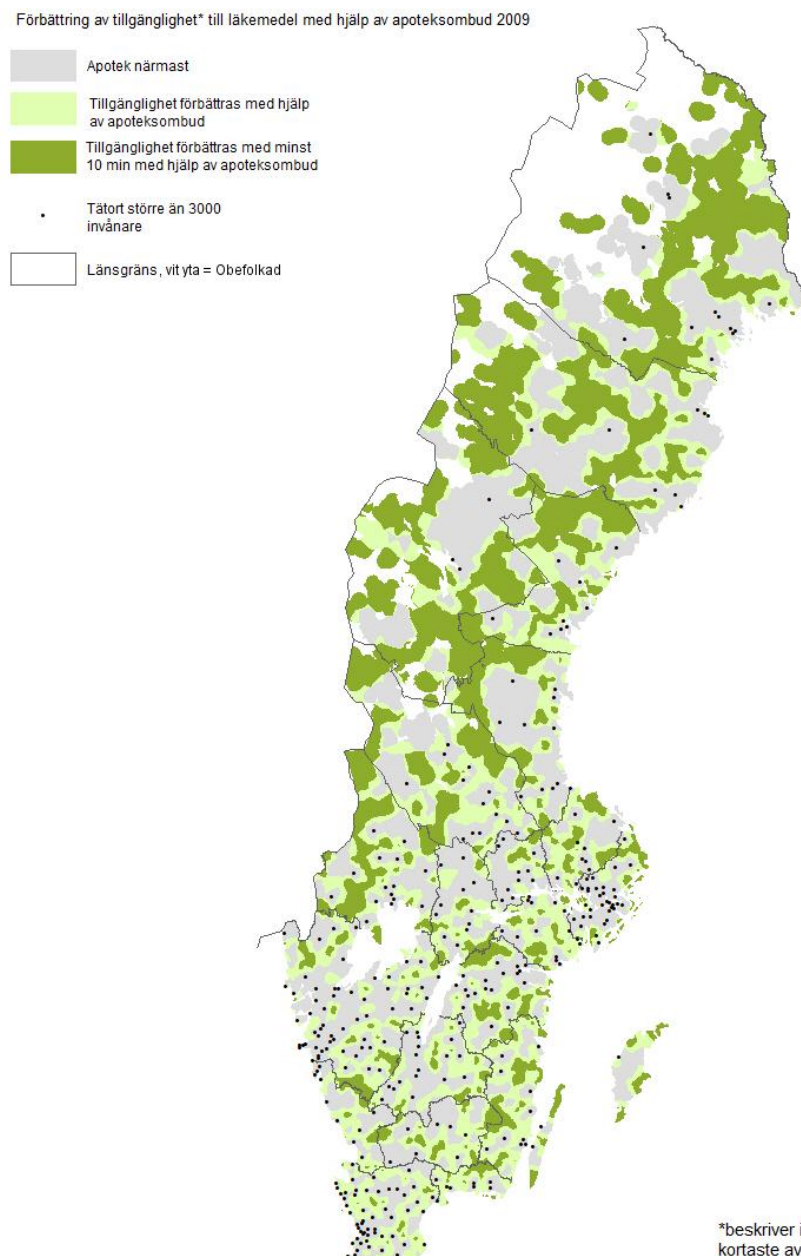 Förbättring av tillgänglighet* till läkemedel med hjälp av apoteksombud 2009
Apotek närmast
Tillgänglighet förbättras med hjälp
av apoteksombud
Tillgänglighet förbättras med minst
10 min med hjälp av apoteksombud
Tätort större än 3000
invånare
Länsgräns, vit yta = Obefolkad
*beskriver i
kortaste av